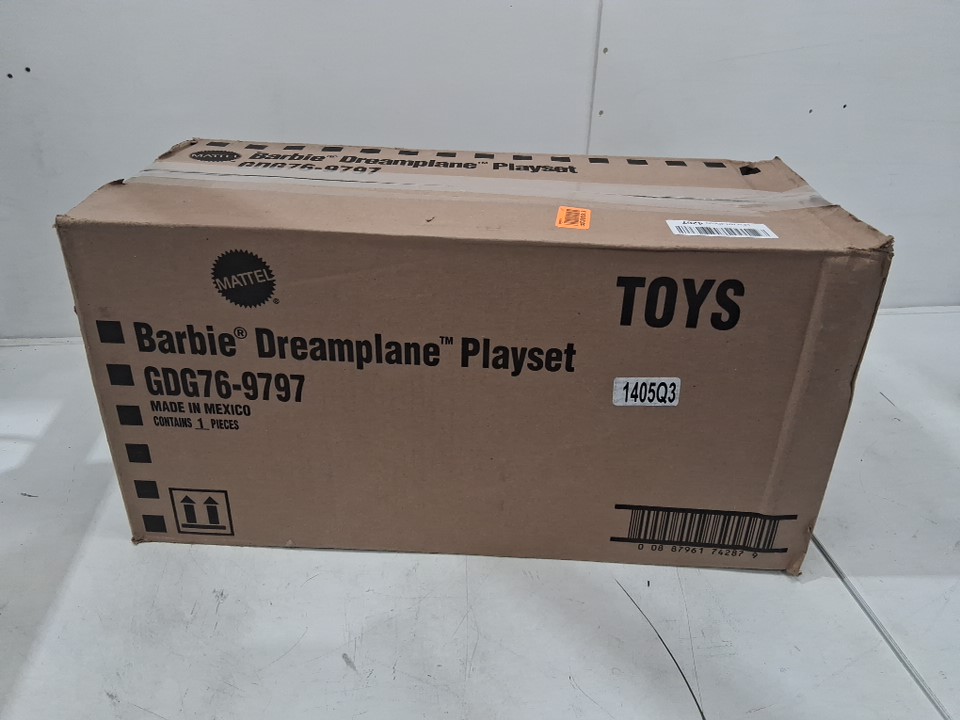 MATTEL
Barbie® Dreamplane™ Playset
GDG76-9797
MATTEL
®
TOYS
Barbie® Dreamplane™ Playset
GDG76-9797
MADE IN MEXICO
CONTAINS 1 PIECES
1405Q3
0 08 87961 74287 9